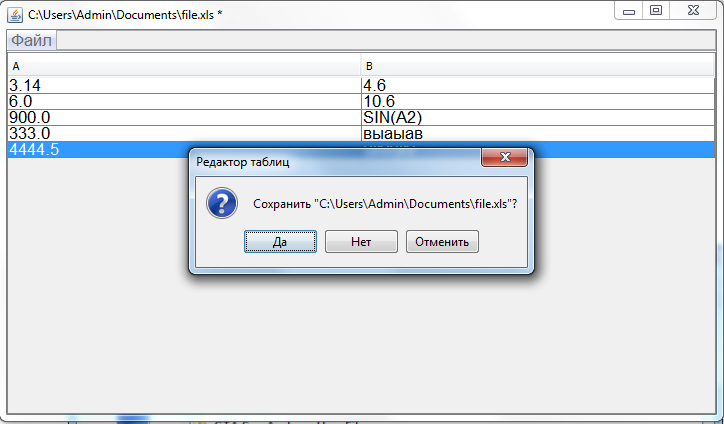 C:\Users\Admin\Documents\file.xls *
Файл
A B
3.14 4.6
6.0 10.6
900.0 SIN(A2)
333.0 выаыав
4444.5
Редактор таблиц
Сохранить "C:\Users\Admin\Documents\file.xls"?
Да Нет Отменить